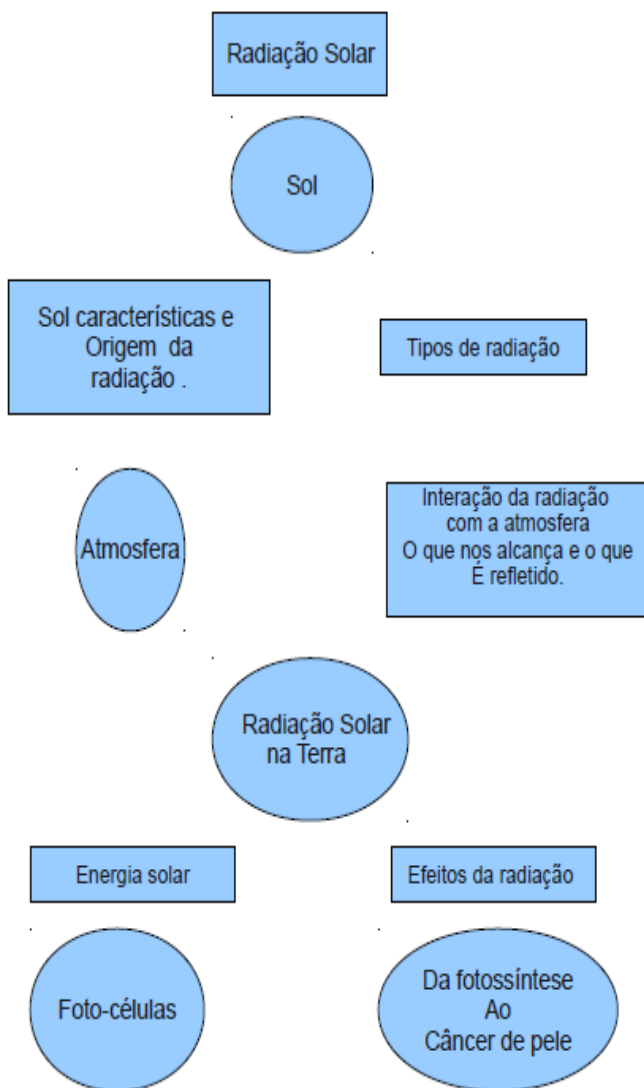 Radiação Solar
Sol
Sol características e
Origem da
radiação .
Tipos de radiação
Atmosfera
Interação da radiação
com a atmosfera
O que nos alcança e o que
É refletido.
Radiação Solar
na Terra
Energia solar
Efeitos da radiação
Foto-células
Da fotossíntese
Ao
Câncer de pele